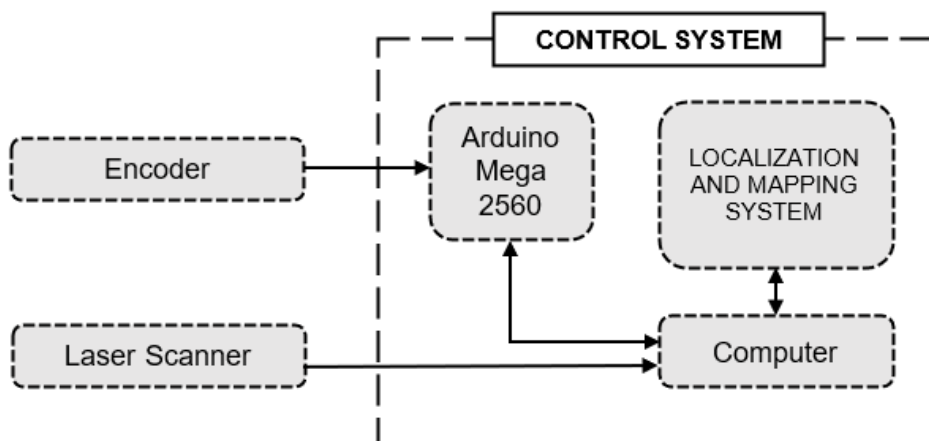 CONTROL SYSTEM
Encoder
Arduino
Mega
2560
LOCALIZATION
AND MAPPING
SYSTEM
Laser Scanner
Computer